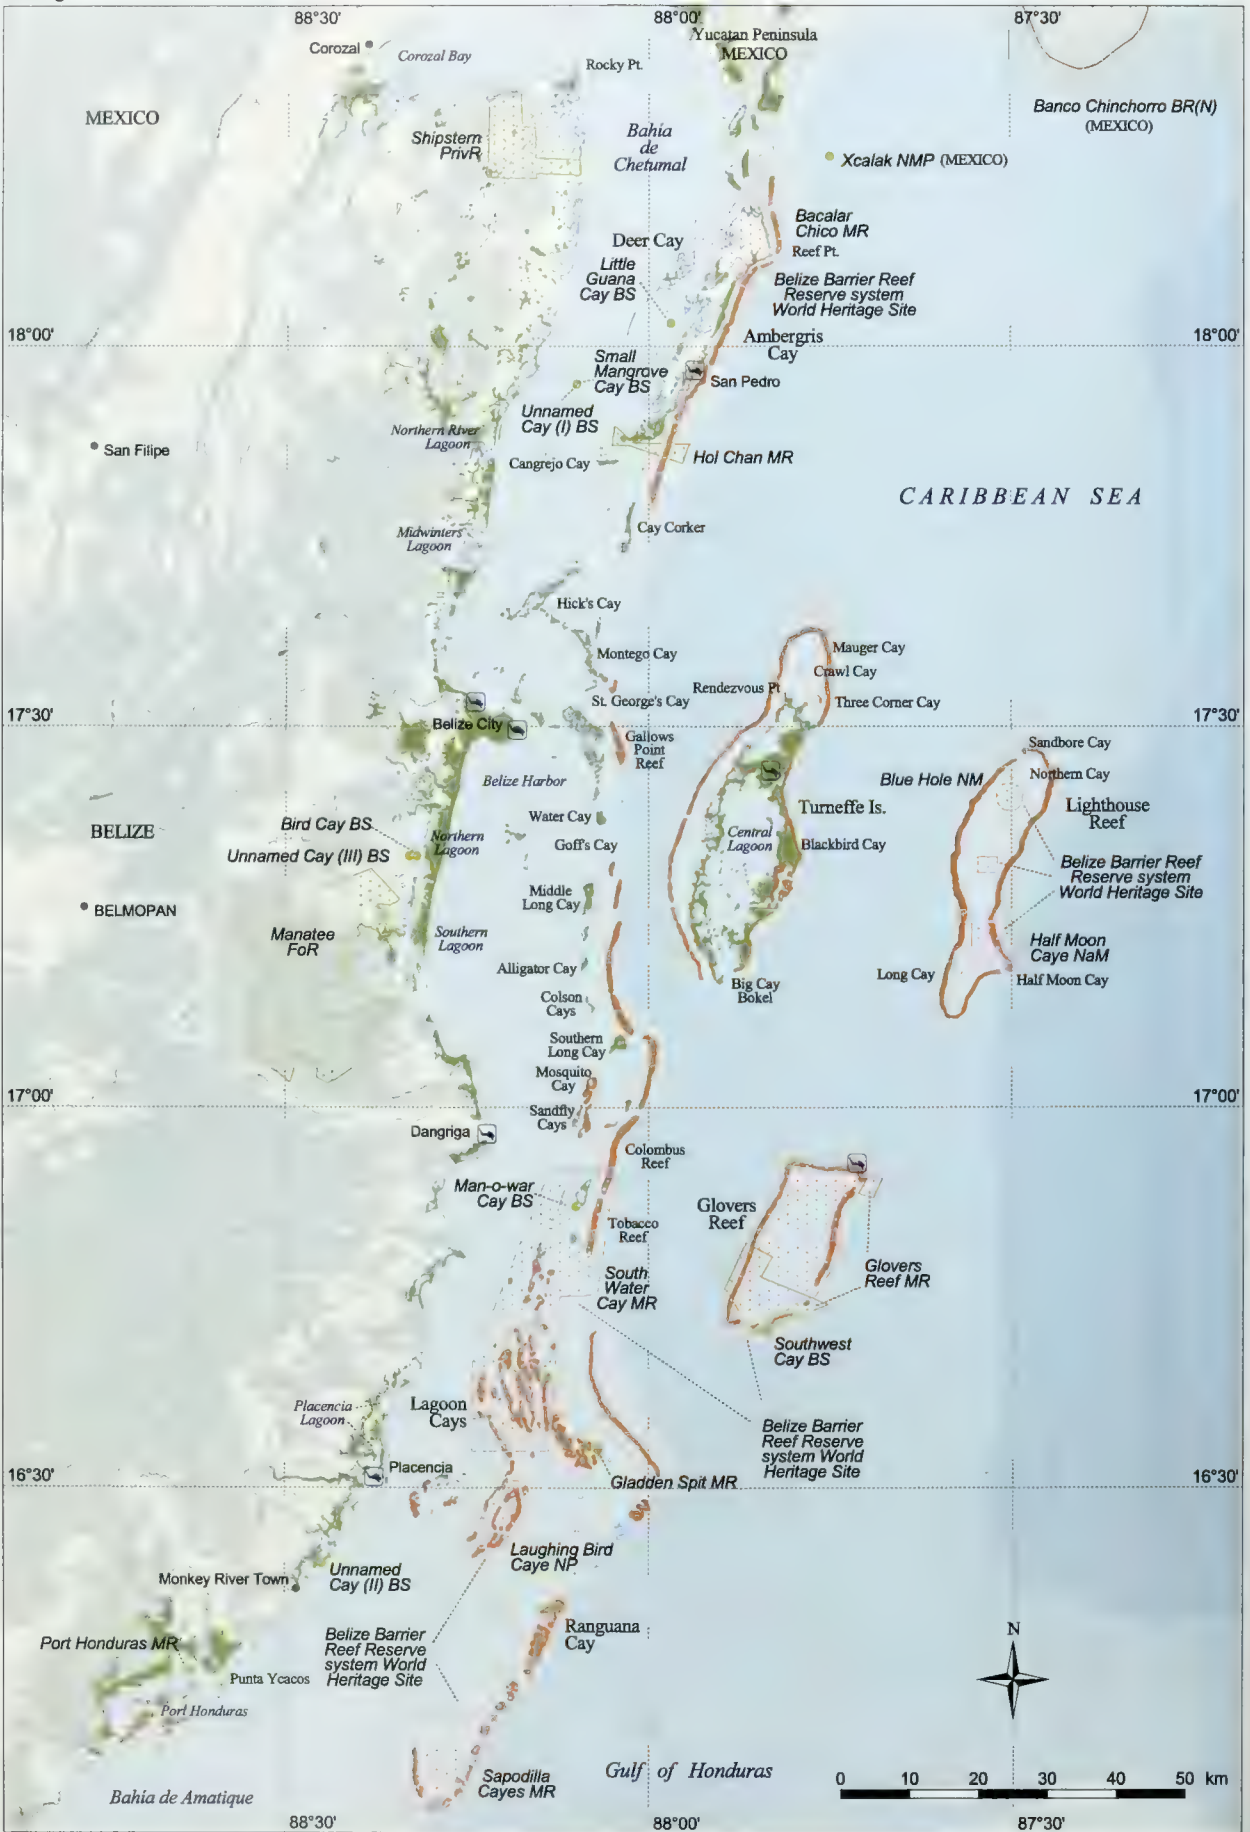 88°30'
88°00'
87°30'
Yucatan Peninsula
MEXICO
Corozal
Corozal Bay
Rocky Pt.
MEXICO
Banco Chinchorro BR(N)
(MEXICO)
Shipstern
PrivR
Bahía
de
Chetumal
Xcalak NMP (MEXICO)
Bacalar
Chico MR
Deer Cay
Reef Pt.
Little
Guana
Cay BS
Belize Barrier Reef
Reserve system
World Heritage Site
18°00'
18°00'
Ambergris
Cay
Small
Mangrove
Cay BS
San Pedro
Unnamed
Cay (I) BS
Northern River
Lagoon
San Filipe
Hol Chan MR
Cangrejo Cay
CARIBBEAN SEA
Cay Corker
Midwinters
Lagoon
Hick's Cay
Montego Cay
Mauger Cay
Crawl Cay
Rendezvous Pt
St. George's Cay
Three Corner Cay
17°30'
17°30'
Belize City
Gallows
Point
Reef
Sandbore Cay
Blue Hole NM
Northern Cay
Belize Harbor
Turneffe Is.
Lighthouse
Reef
Water Cay
Bird Cay BS
BELIZE
Northern
Lagoon
Central
Lagoon
Goff's Cay
Blackbird Cay
Unnamed Cay (III) BS
Belize Barrier Reef
Reserve system
World Heritage Site
Middle
Long Cay
BELMOPAN
Manatee
FoR
Southern
Lagoon
Half Moon
Caye NaM
Alligator Cay
Long Cay
Half Moon Cay
Big Cay
Bokel
Colson
Cays
Southern
Long Cay
Mosquito
Cay
17°00'
17°00'
Sandfly
Cays
Dangriga
Colombus
Reef
Man-o-war
Cay BS
Glovers
Reef
Tobacco
Reef
Glovers
Reef MR
South
Water
Cay MR
Southwest
Cay BS
Placencia
Lagoon
Lagoon
Cays
Belize Barrier
Reef Reserve
system World
Heritage Site
Placencia
16°30'
16°30'
Gladden Spit MR
Laughing Bird
Caye NP
Unnamed
Cay (II) BS
Monkey River Town
Ranguana
Cay
Belize Barrier
Reef Reserve
system World
Heritage Site
N
Port Honduras MR
Punta Ycacos
Port Honduras
Gulf of Honduras
Sapodilla
Cayes MR
0 10 20 30 40 50 km
Bahía de Amatique
88°30'
88°00'
87°30'